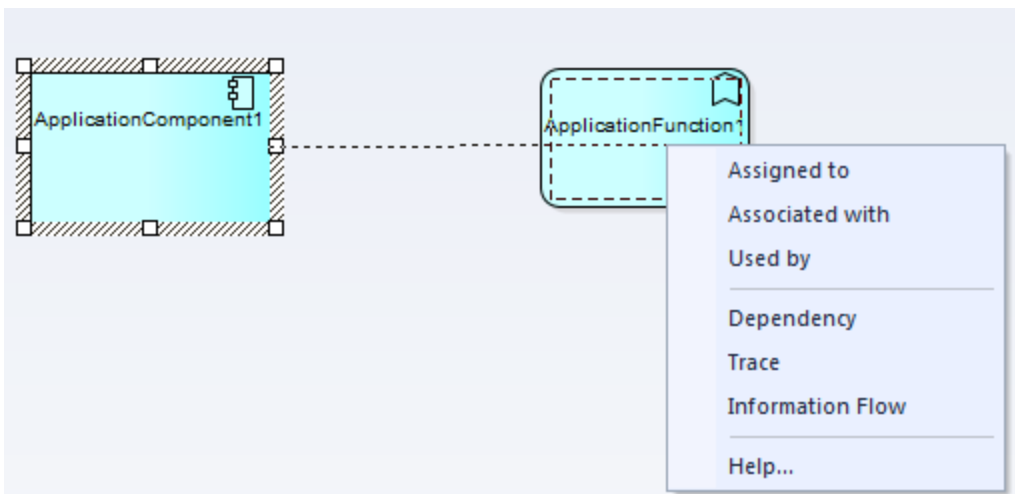 ApplicationComponent1
ApplicationFunction1
Assigned to
Associated with
Used by
Dependency
Trace
Information Flow
Help...